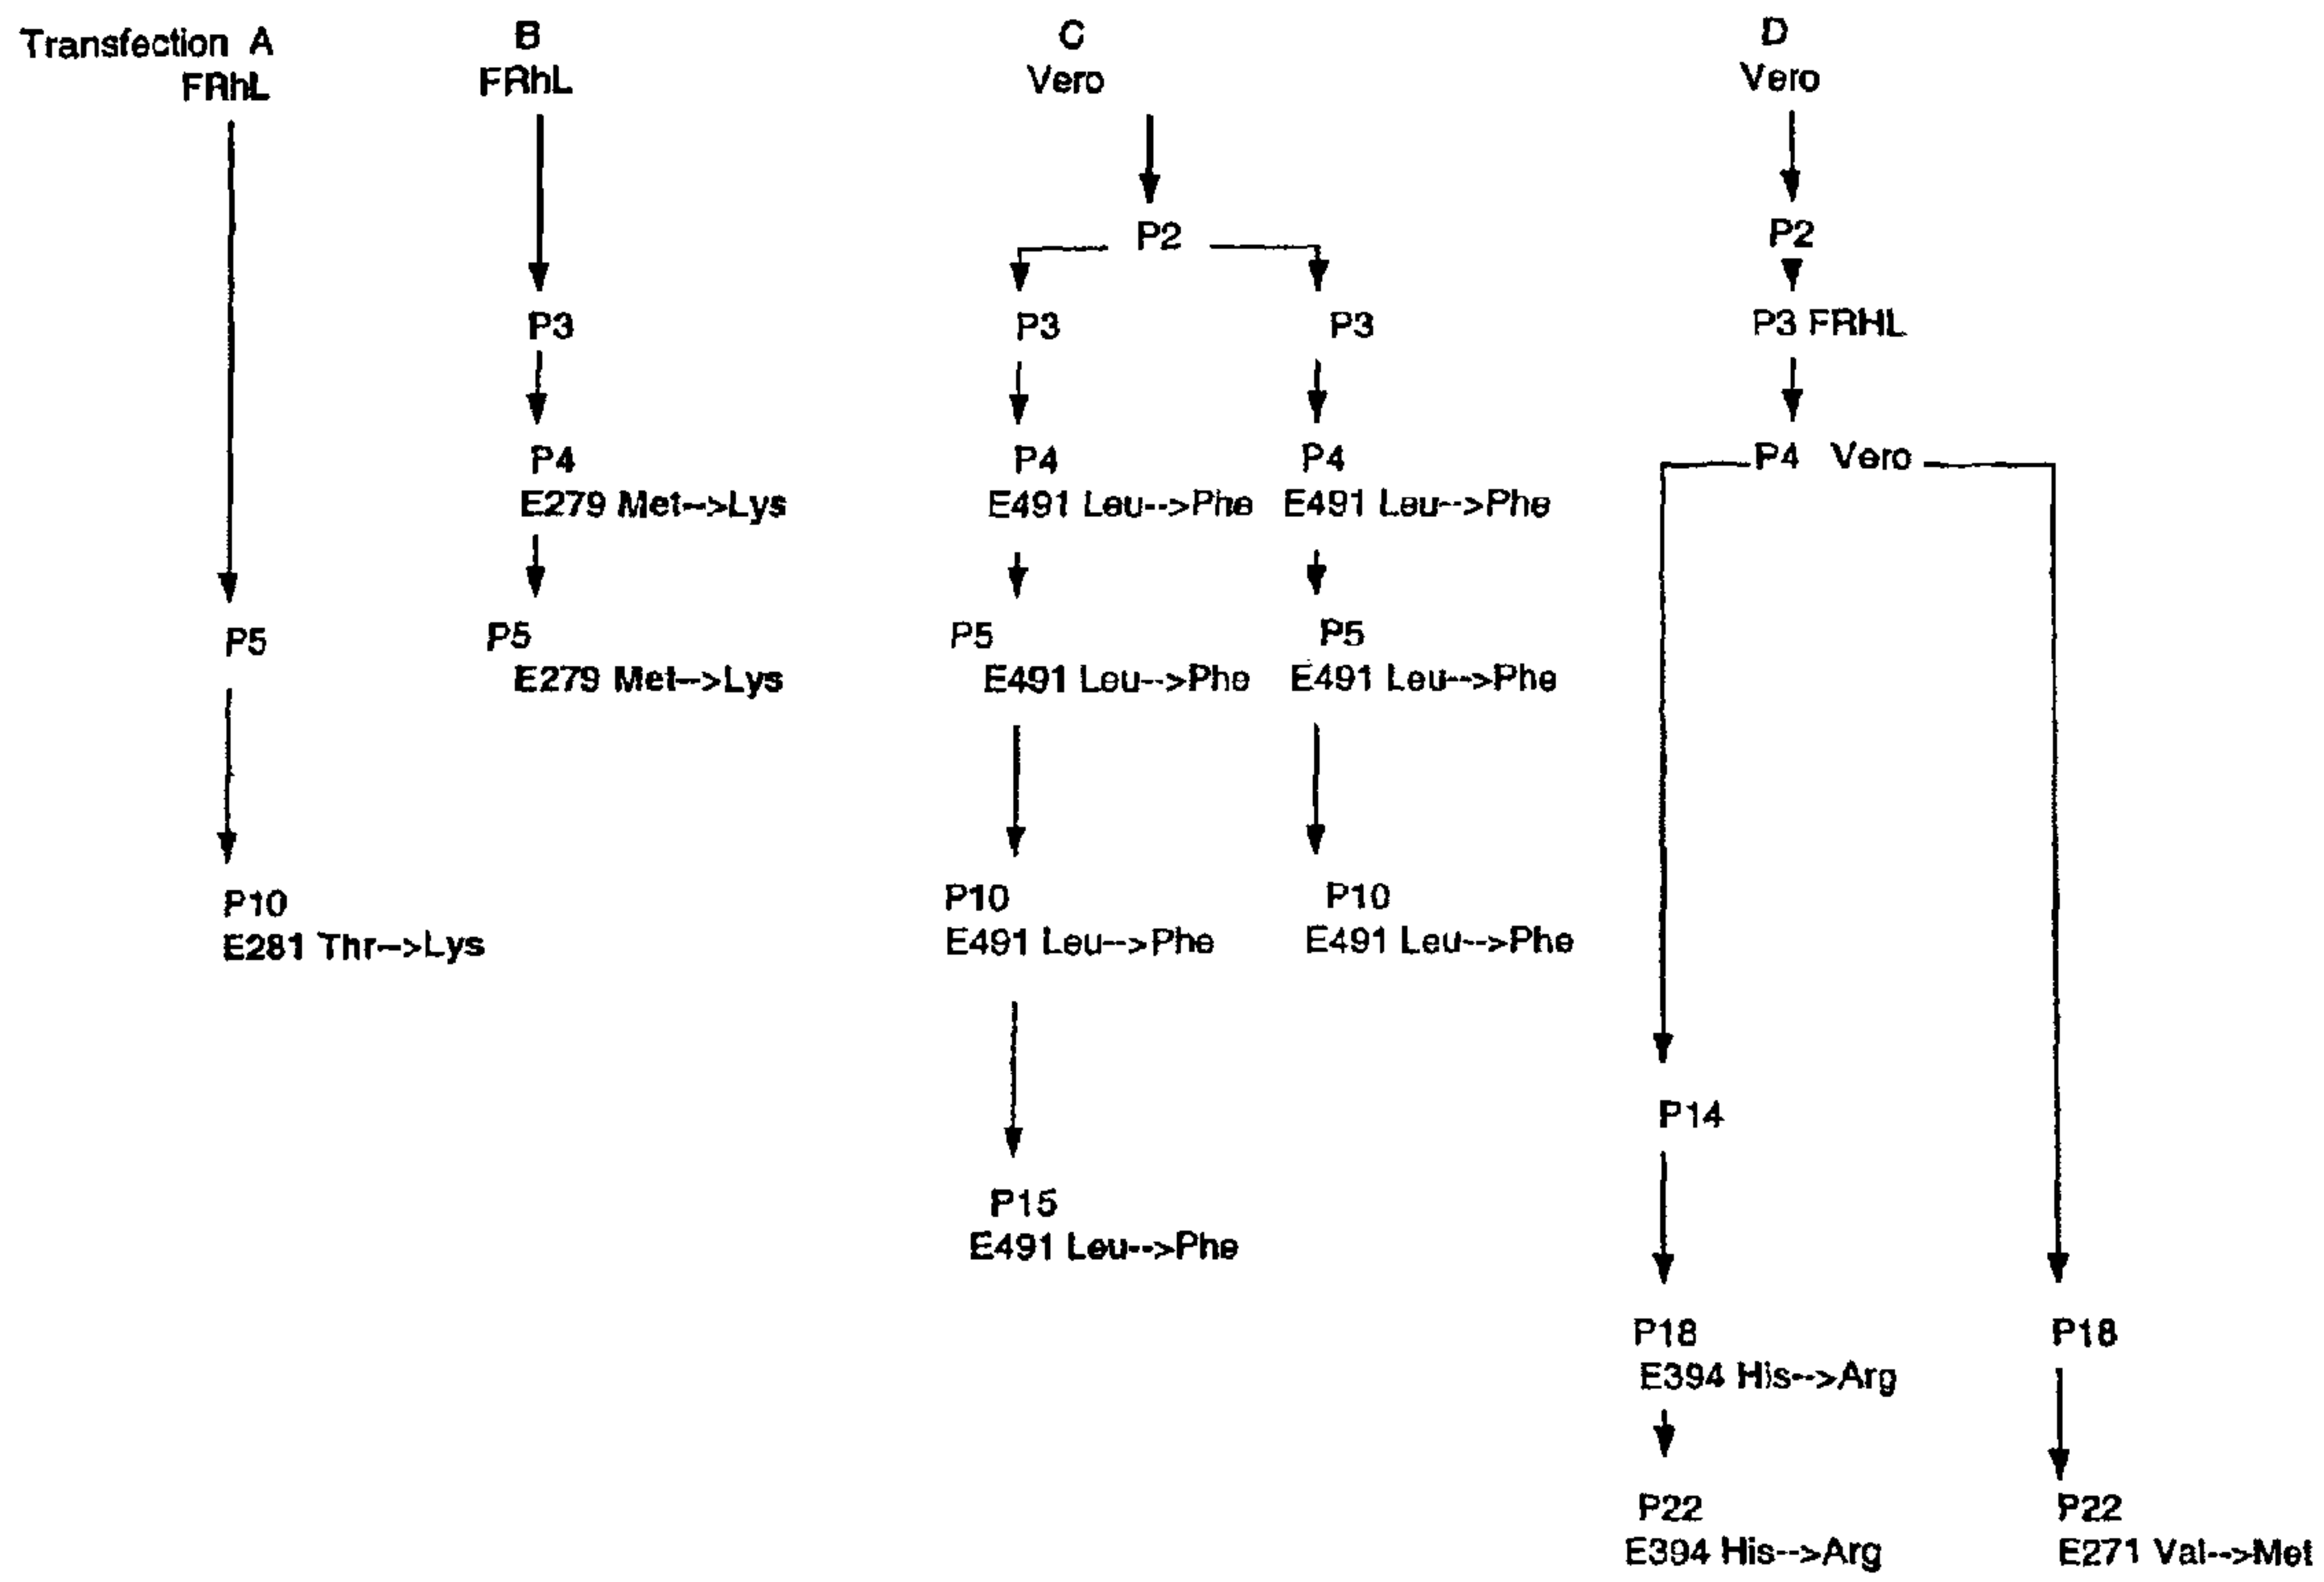 Transfection A
FRhL
P5
P10
E281 Thr-->Lys
B
FRhL
P3
P4
E279 Met-->Lys
P5
E279 Met-->Lys
C
Vero
P2
P3
P4
E491 Leu-->Phe
P5
E491 Leu-->Phe
P10
E491 Leu-->Phe
P15
E491 Leu-->Phe
P3
P4
E491 Leu-->Phe
P5
E491 Leu-->Phe
P10
E491 Leu-->Phe
D
Vero
P2
P3 FRHL
P4 Vero
P14
P18
E394 His-->Arg
P22
E394 His-->Arg
P18
P22
E271 Val-->Met